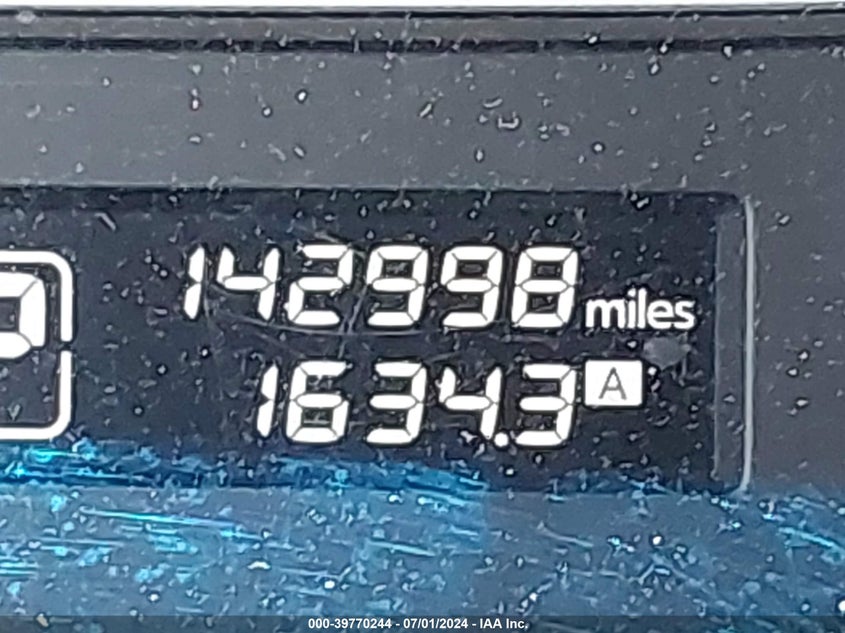 142998 miles
P
1634.3 A
000-39770244 - 07/01/2024 - IAA Inc.